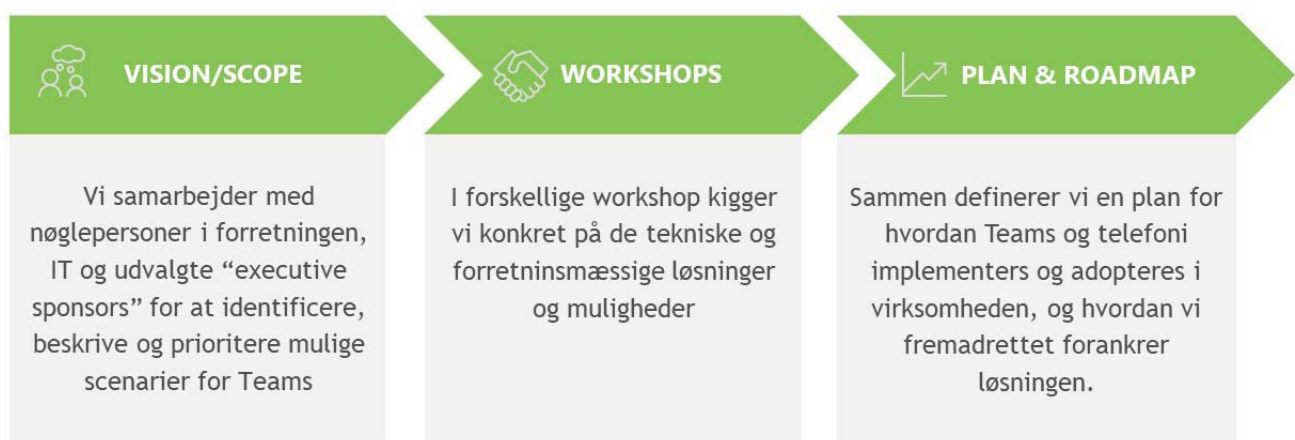 VISION/SCOPE
Vi samarbejder med
nøglepersoner i forretningen,
IT og udvalgte “executive
sponsors” for at identificere,
beskrive og prioritere mulige
scenarier for Teams
WORKSHOPS
I forskellige workshop kigger
vi konkret på de tekniske og
forretninsmæssige løsninger
og muligheder
PLAN & ROADMAP
Sammen definerer vi en plan for
hvordan Teams og telefoni
implementers og adopteres i
virksomheden, og hvordan vi
fremadrettet forankrer
løsningen.